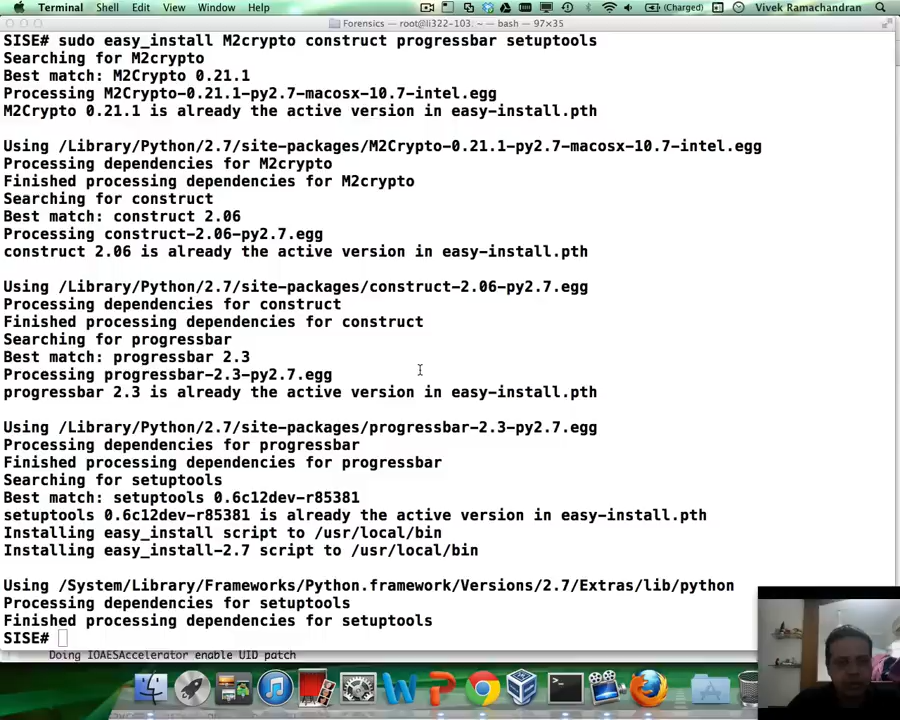 Terminal Shell Edit View Window Help (Charged) Vivek Ramachandran
Forensics — root@li322-103: ~ — bash — 97×35
SISE# sudo easy_install M2crypto construct progressbar setuptools
Searching for M2crypto
Best match: M2Crypto 0.21.1
Processing M2Crypto-0.21.1-py2.7-macosx-10.7-intel.egg
M2Crypto 0.21.1 is already the active version in easy-install.pth
Using /Library/Python/2.7/site-packages/M2Crypto-0.21.1-py2.7-macosx-10.7-intel.egg
Processing dependencies for M2crypto
Finished processing dependencies for M2crypto
Searching for construct
Best match: construct 2.06
Processing construct-2.06-py2.7.egg
construct 2.06 is already the active version in easy-install.pth
Using /Library/Python/2.7/site-packages/construct-2.06-py2.7.egg
Processing dependencies for construct
Finished processing dependencies for construct
Searching for progressbar
Best match: progressbar 2.3
Processing progressbar-2.3-py2.7.egg
progressbar 2.3 is already the active version in easy-install.pth
Using /Library/Python/2.7/site-packages/progressbar-2.3-py2.7.egg
Processing dependencies for progressbar
Finished processing dependencies for progressbar
Searching for setuptools
Best match: setuptools 0.6c12dev-r85381
setuptools 0.6c12dev-r85381 is already the active version in easy-install.pth
Installing easy_install script to /usr/local/bin
Installing easy_install-2.7 script to /usr/local/bin
Using /System/Library/Frameworks/Python.framework/Versions/2.7/Extras/lib/python
Processing dependencies for setuptools
Finished processing dependencies for setuptools
SISE#
Doing IOAESAccelerator enable UID patch